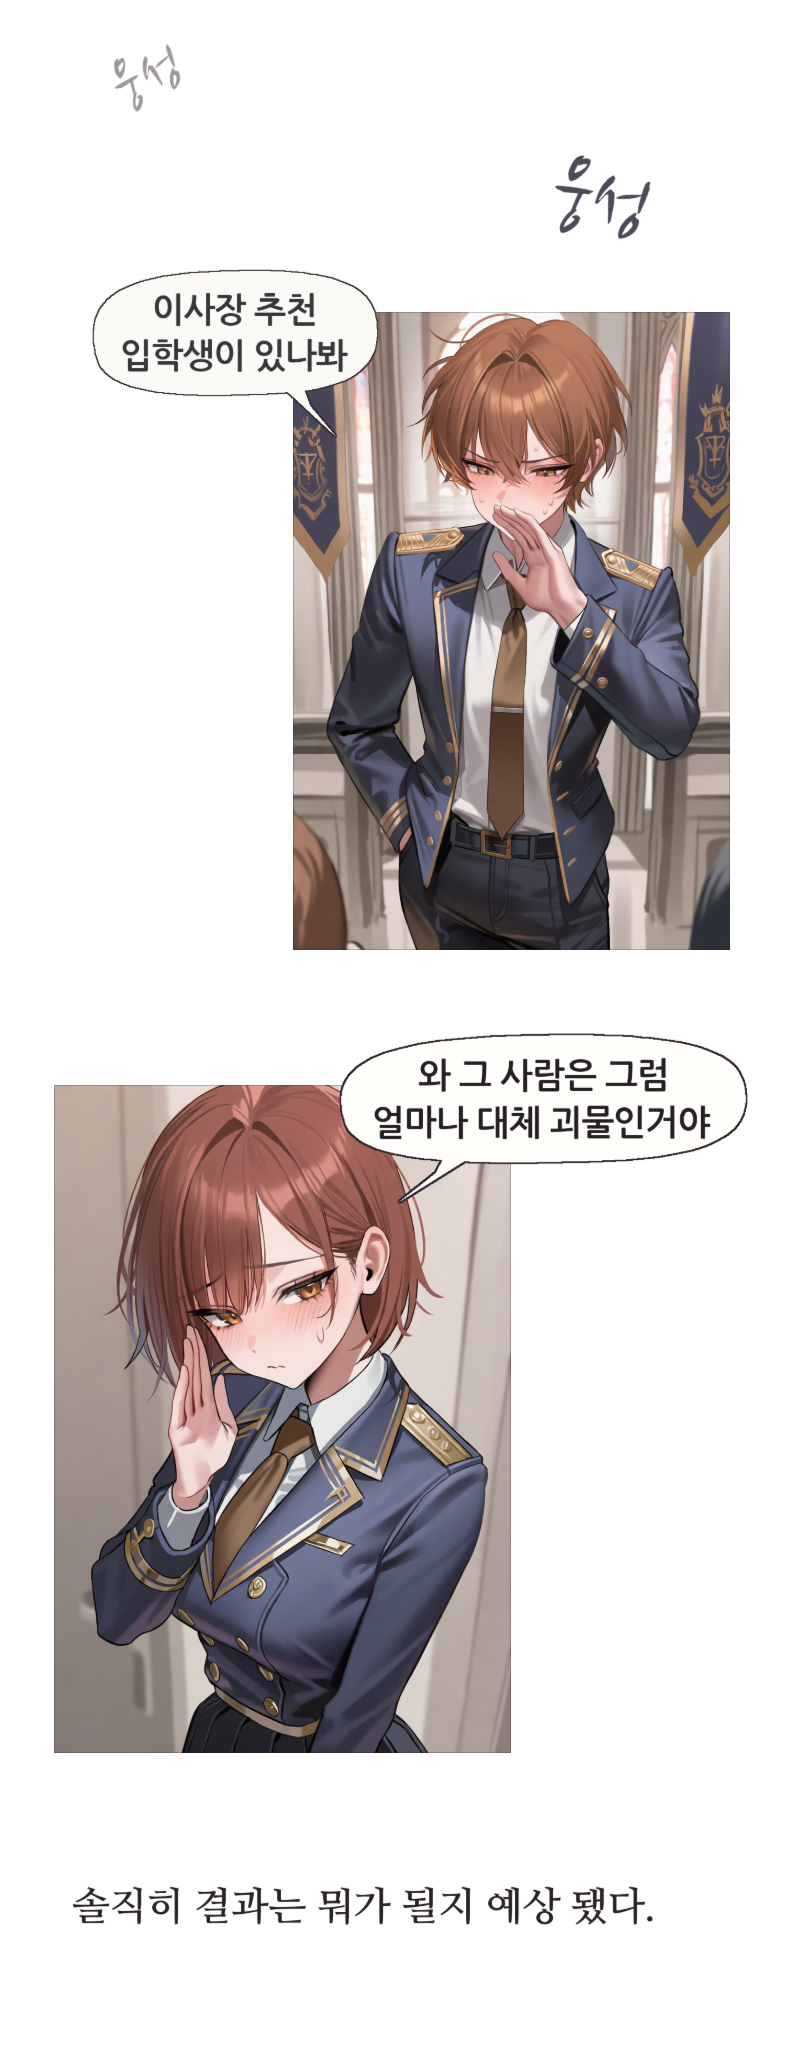 웅성
웅성
이사장 추천
입학생이 있나봐
와 그 사람은 그럼
얼마나 대체 괴물인거야
솔직히 결과는 뭐가 될지 예상 됐다.